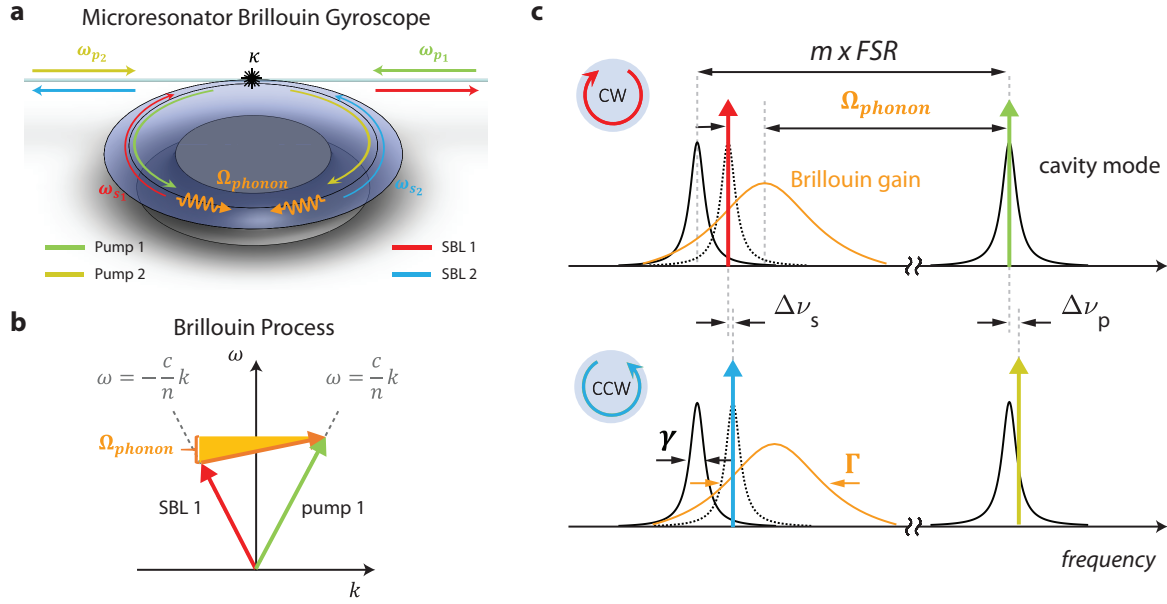 a
Microresonator Brillouin Gyroscope
ω_p₂
κ
ω_p₁
ω_s₁
Ω_phonon
ω_s₂
Pump 1
SBL 1
Pump 2
SBL 2
b
Brillouin Process
ω
ω = −c/n k
ω = c/n k
Ω_phonon
SBL 1
pump 1
k
c
m x FSR
CW
Ω_phonon
cavity mode
Brillouin gain
Δν_s
Δν_p
CCW
γ
Γ
frequency